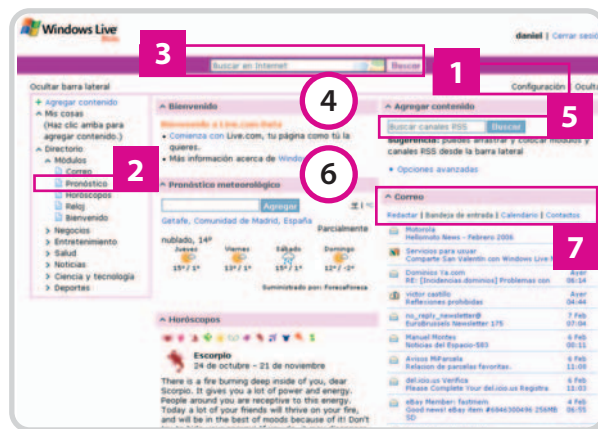 Windows Live
Beta
daniel | Cerrar sesió
3
Buscar en Internet
Buscar
1
Ocultar barra lateral
Configuración
Oculta
+ Agregar contenido
Mis cosas
(Haz clic arriba para
agregar contenido.)
Directorio
Módulos
Correo
2
Pronóstico
Horóscopos
Reloj
Bienvenido
> Negocios
> Entretenimiento
> Salud
> Noticias
> Ciencia y tecnología
> Deportes
Bienvenido
4
Bienvenido a Live.com Beta
• Comienza con Live.com, tu página como tú la
quieres.
• Más información acerca de Windo
6
Pronóstico meteorológico
Agregar
Getafe, Comunidad de Madrid, España
Parcialmente
nublado, 14º
Jueves Viernes Sábado Domingo
15º/ 1º 13º/ 1º 15º/ 1º 12º/ -2º
Suministrado por: Foreca
Horóscopos
Escorpio
24 de octubre - 21 de noviembre
There is a fire burning deep inside of you, dear
Scorpio. It gives you a lot of power and energy.
People around you are receptive to this energy.
Today a lot of your friends will thrive on your fire,
and will be in the best of moods because of it! Don't
Agregar contenido
5
Buscar canales RSS
Buscar
Sugerencia: puedes arrastrar y colocar módulos y
canales RSS desde la barra lateral
Opciones avanzadas
Correo
Redactar | Bandeja de entrada | Calendario | Contactos
7
Motorola
Hellomoto News - Febrero 2006
Servicios para usuar
Comparte San Valentín con Windows Live M
Dominios Ya.com Ayer
RE: [Incidencias.dominios] Problemas con 06:14
victor castillo Ayer
Reflexiones prohibidas 04:44
ns_reply_newsletter@ 7 Feb
EuroBrussels Newsletter 175 07:04
Manuel Montes 6 Feb
Noticias del Espacio-583 00:11
Avisos MiParcela 6 Feb
Relacion de parcelas favoritas. 11:09
del.icio.us Verifica 6 Feb
Please Complete Your del.icio.us Registra 11:03
eBay Member: fastmem 4 Feb
Good news! eBay item #6846300496 256MB 06:55
SD